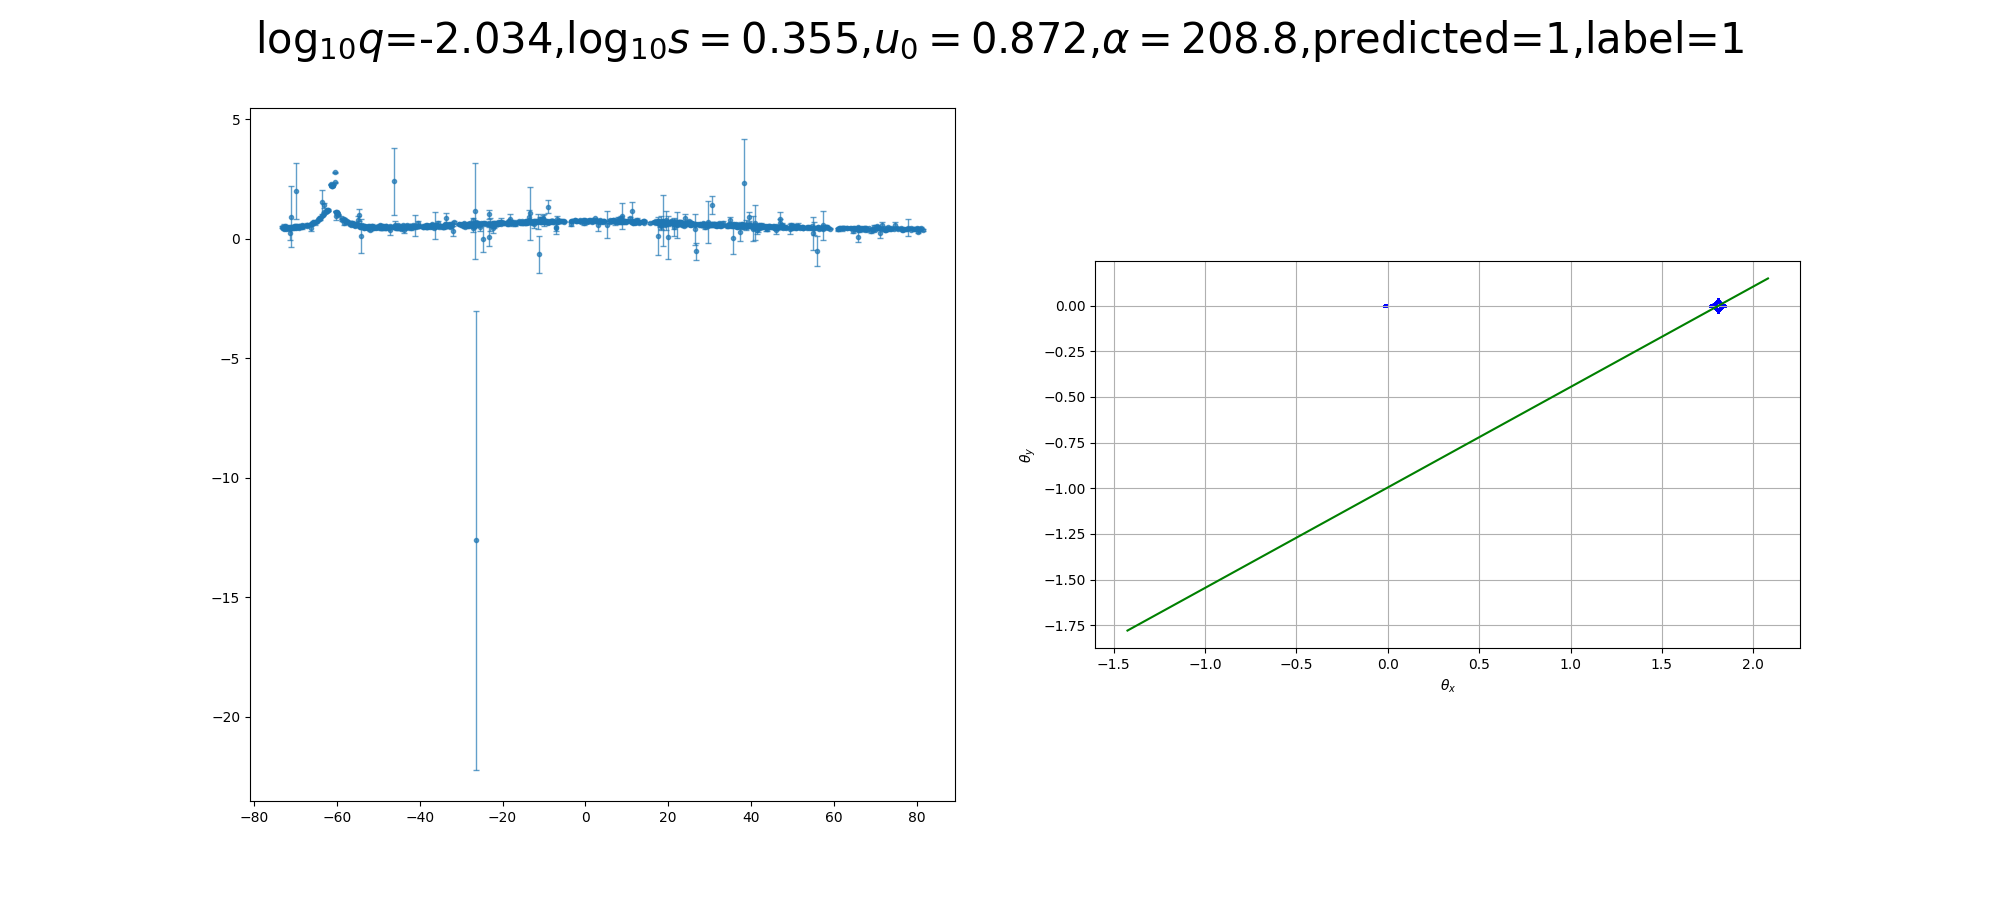 log₁₀q=-2.034,log₁₀s = 0.355,u₀ = 0.872,α = 208.8,predicted=1,label=1
5
0
−5
−10
−15
−20
−80 −60 −40 −20 0 20 40 60 80
0.00
−0.25
−0.50
−0.75
−1.00
−1.25
−1.50
−1.75
θy
−1.5 −1.0 −0.5 0.0 0.5 1.0 1.5 2.0
θx